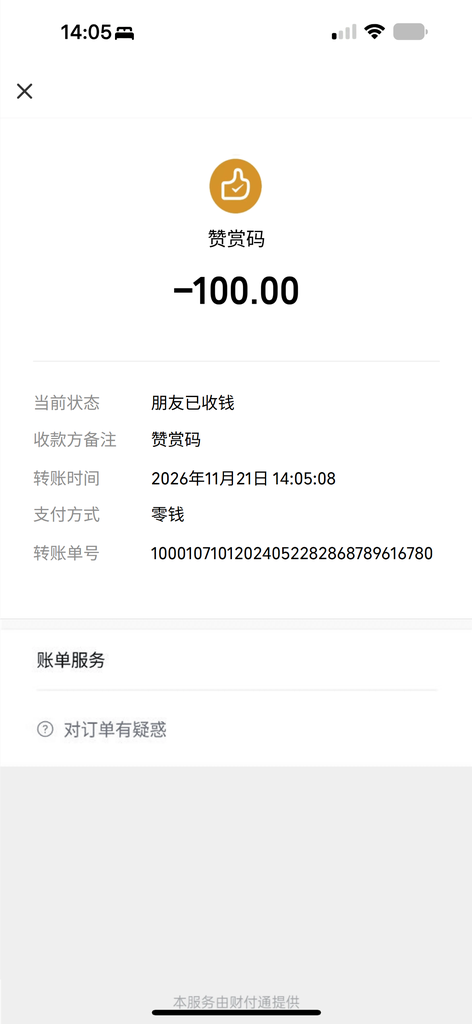 14:05
赞赏码
-100.00
当前状态 朋友已收钱
收款方备注 赞赏码
转账时间 2026年11月21日 14:05:08
支付方式 零钱
转账单号 1000107101202405228286878961​6780
账单服务
对订单有疑惑
本服务由财付通提供